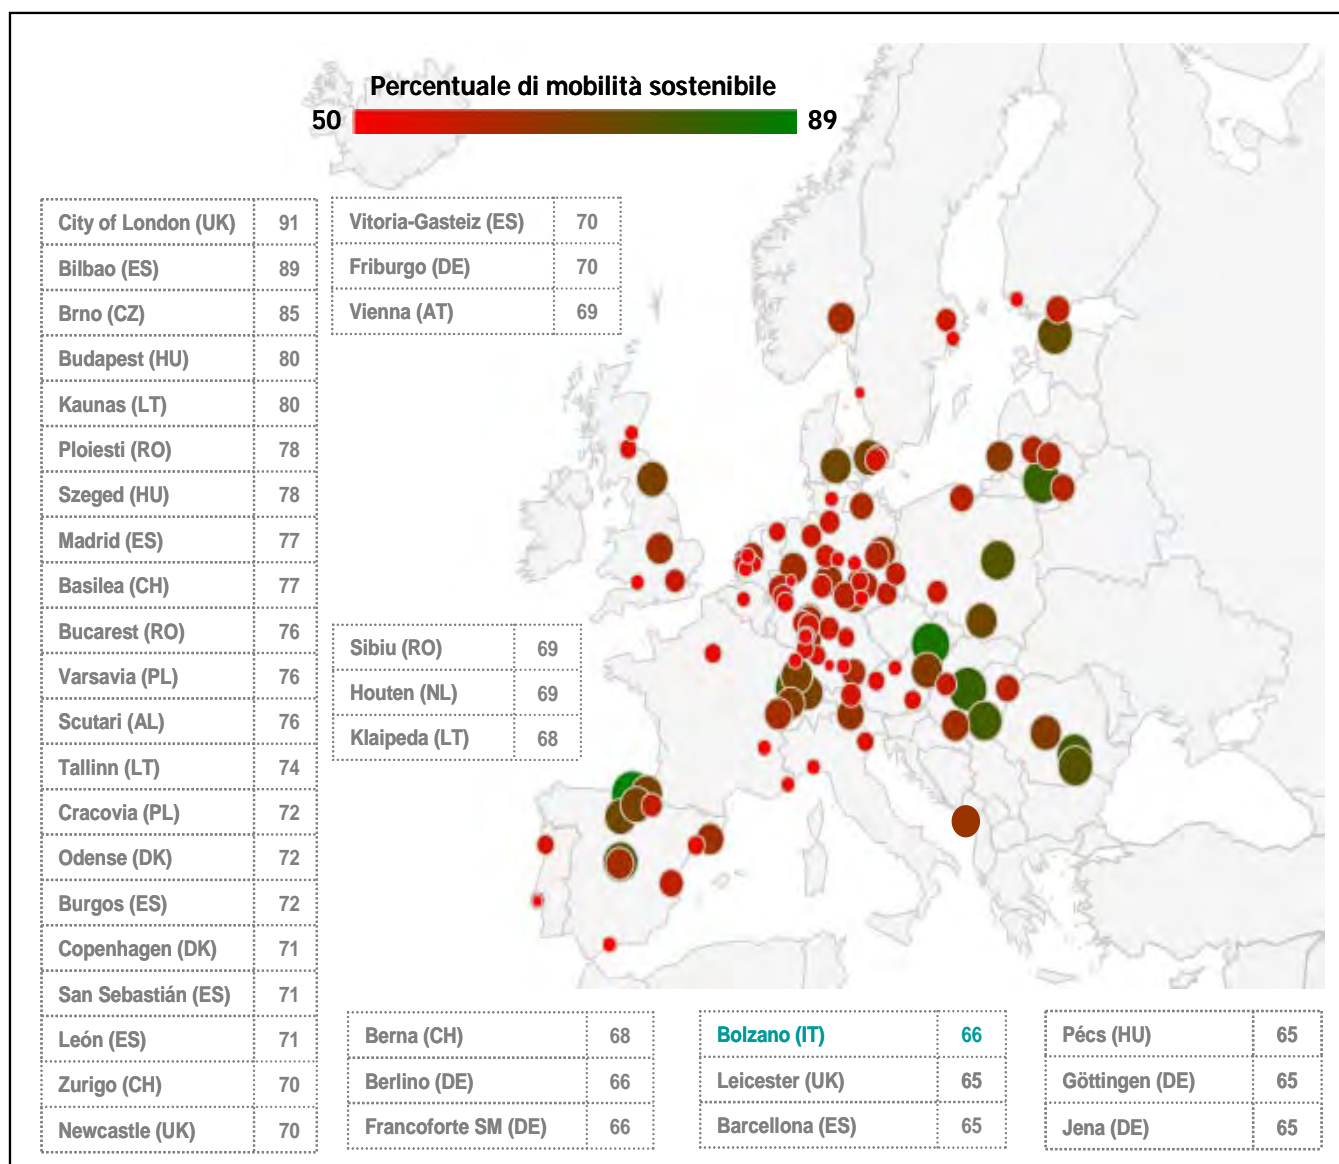 Percentuale di mobilità sostenibile
50 89
City of London (UK) 91
Bilbao (ES) 89
Brno (CZ) 85
Budapest (HU) 80
Kaunas (LT) 80
Ploiesti (RO) 78
Szeged (HU) 78
Madrid (ES) 77
Basilea (CH) 77
Bucarest (RO) 76
Varsavia (PL) 76
Scutari (AL) 76
Tallinn (LT) 74
Cracovia (PL) 72
Odense (DK) 72
Burgos (ES) 72
Copenhagen (DK) 71
San Sebastián (ES) 71
León (ES) 71
Zurigo (CH) 70
Newcastle (UK) 70
Vitoria-Gasteiz (ES) 70
Friburgo (DE) 70
Vienna (AT) 69
Sibiu (RO) 69
Houten (NL) 69
Klaipeda (LT) 68
Berna (CH) 68
Berlino (DE) 66
Francoforte SM (DE) 66
Bolzano (IT) 66
Leicester (UK) 65
Barcellona (ES) 65
Pécs (HU) 65
Göttingen (DE) 65
Jena (DE) 65